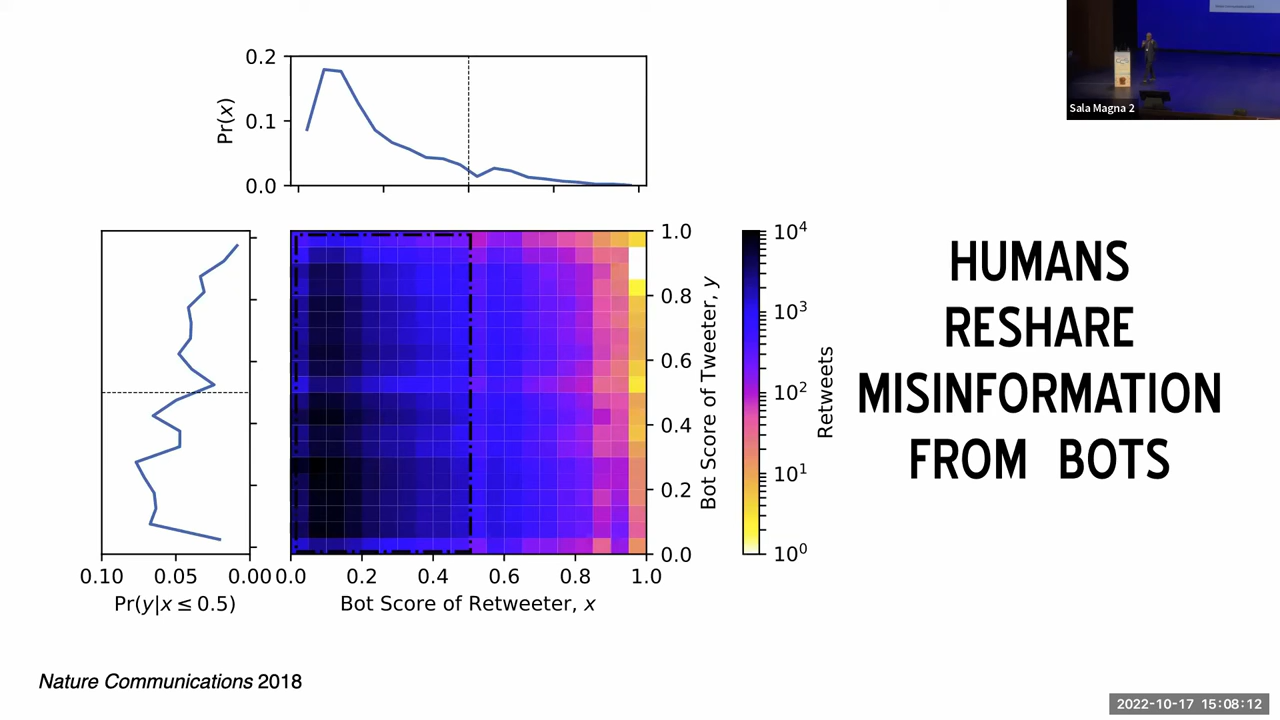 Sala Magna 2
0.2
0.1
0.0
Pr(x)
HUMANS
RESHARE
MISINFORMATION
FROM BOTS
1.0
0.8
0.6
0.4
0.2
0.0
Bot Score of Tweeter, y
10⁴
10³
10²
10¹
10⁰
Retweets
0.10 0.05 0.00
Pr(y|x ≤ 0.5)
0.0 0.2 0.4 0.6 0.8 1.0
Bot Score of Retweeter, x
Nature Communications 2018
2022-10-17 15:08:12